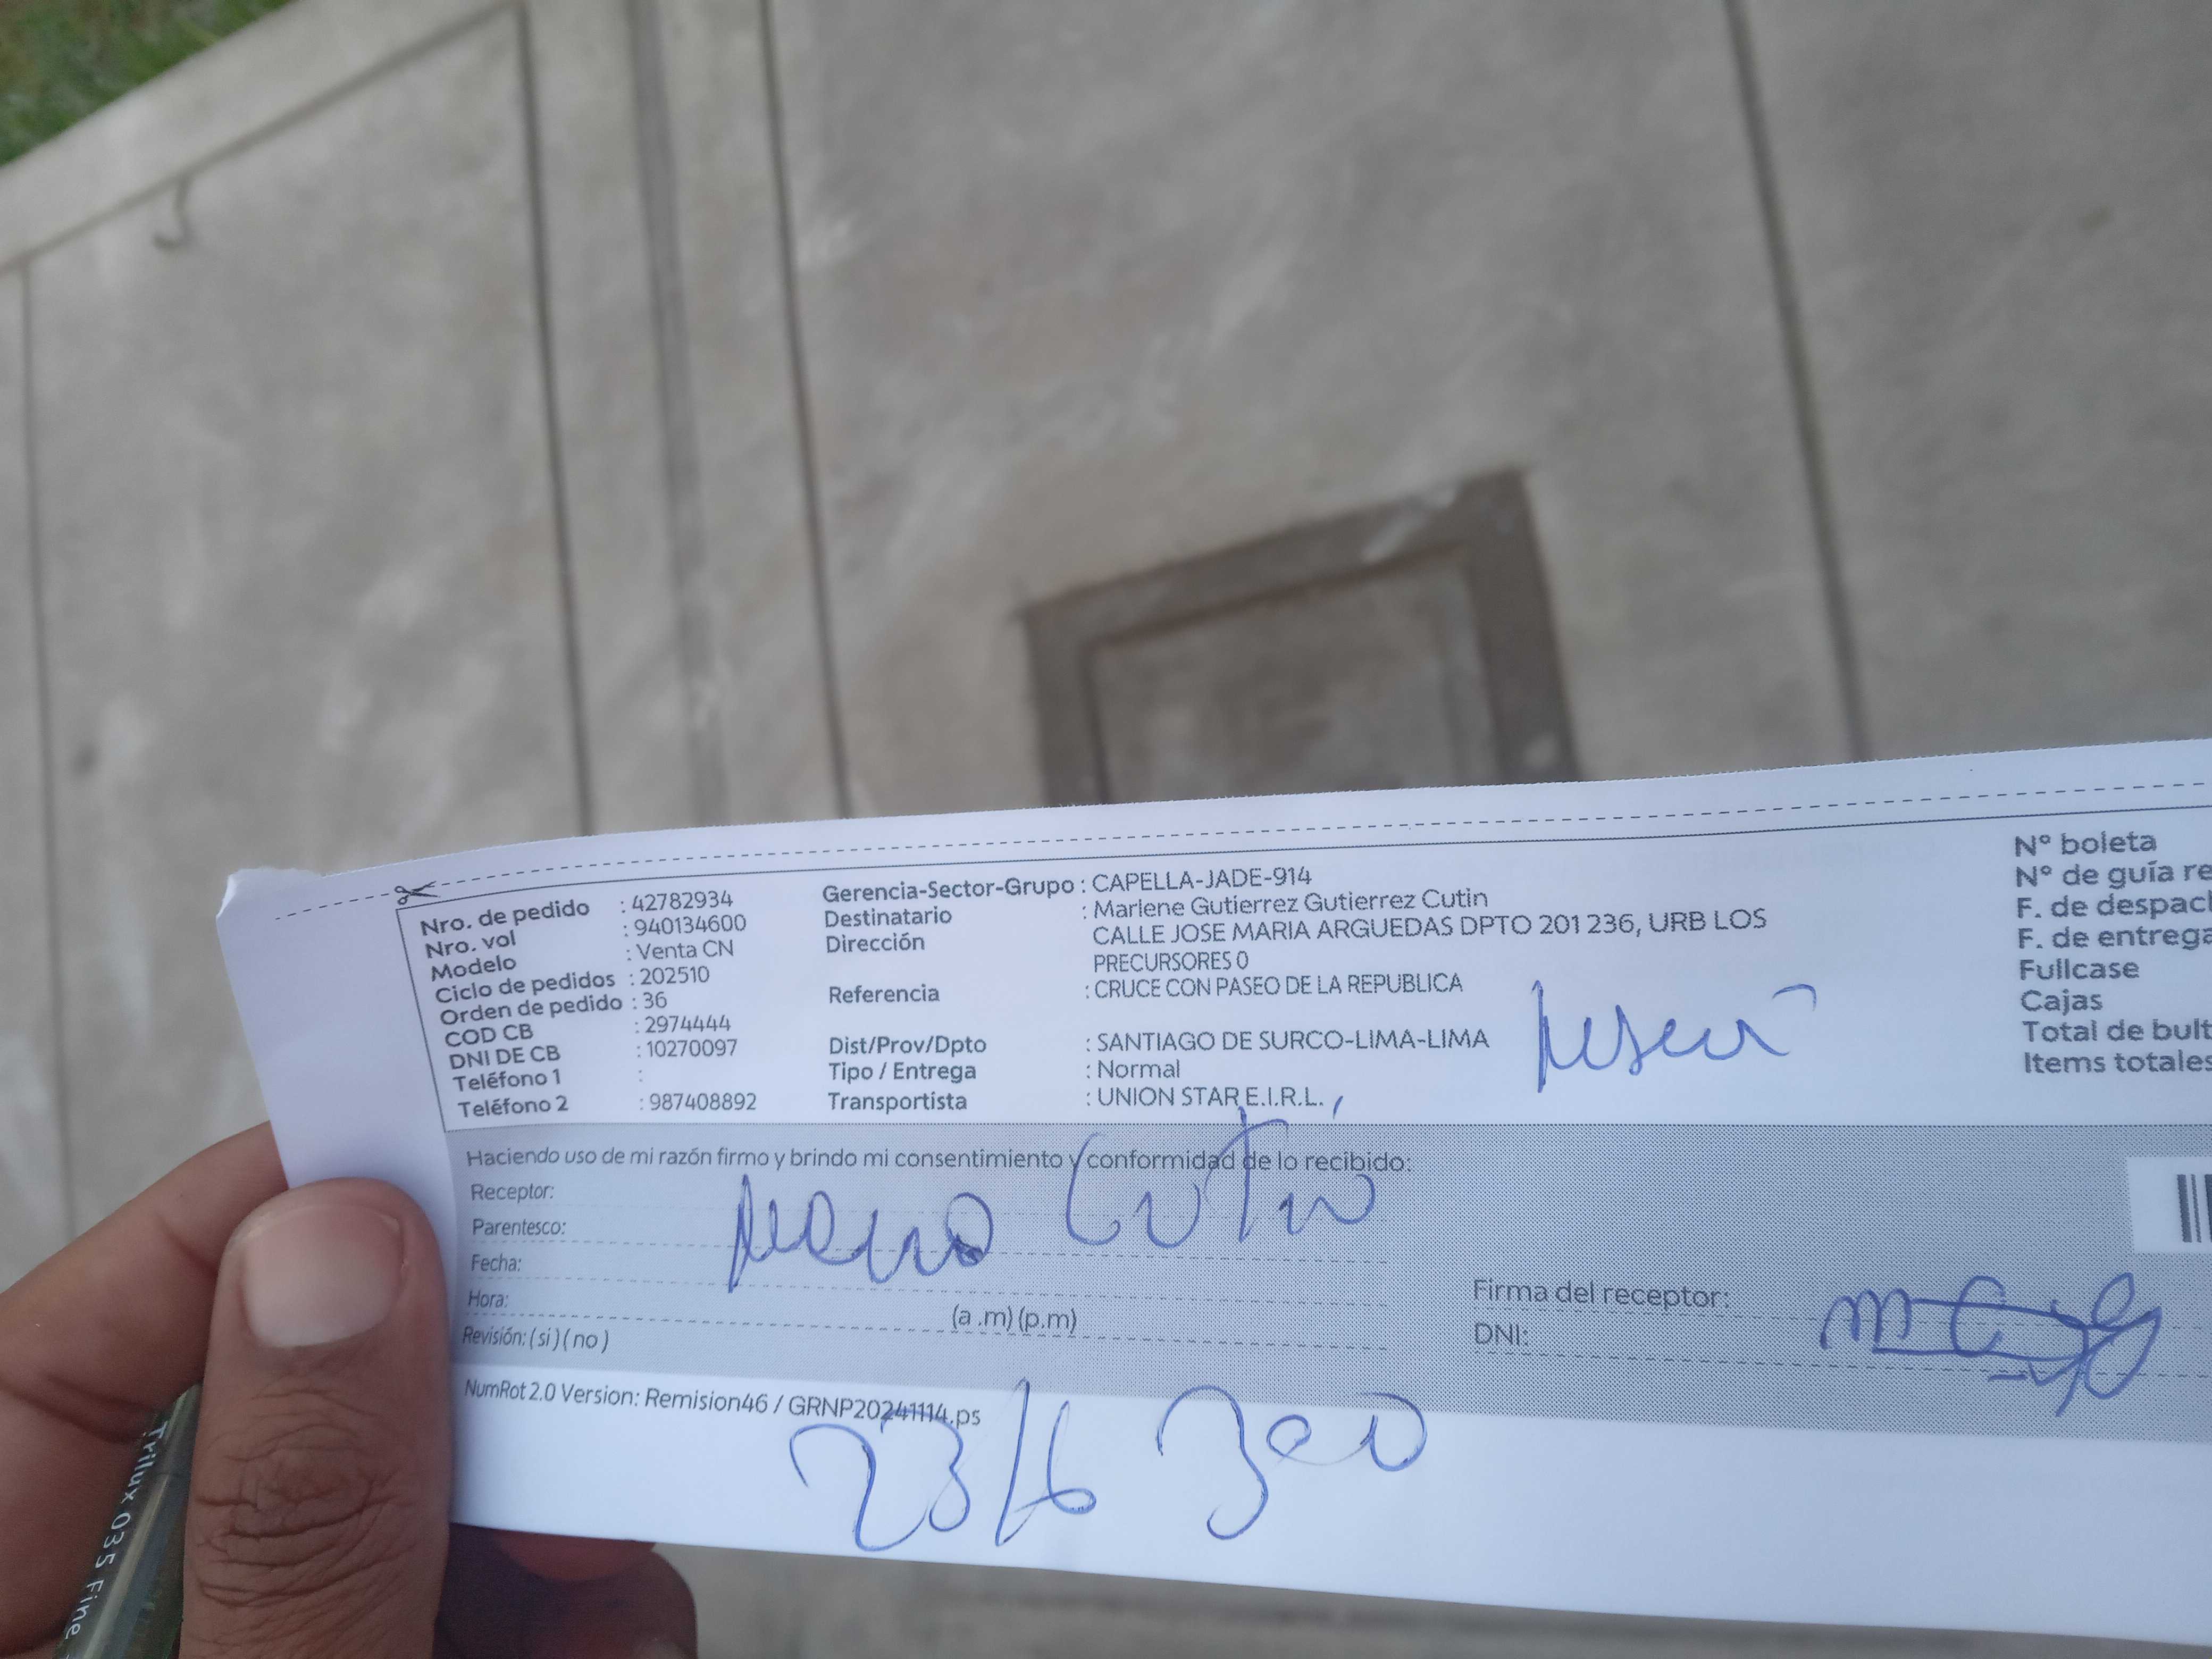 Nro. de pedido : 42782934
Nro. vol : 940134600
Modelo : Venta CN
Ciclo de pedidos : 202510
Orden de pedido : 36
COD CB : 2974444
DNI DE CB : 10270097
Teléfono 1 :
Teléfono 2 : 987408892
Gerencia-Sector-Grupo : CAPELLA-JADE-914
Destinatario : Marlene Gutierrez Gutierrez Cutin
Dirección CALLE JOSE MARIA ARGUEDAS DPTO 201 236, URB LOS
PRECURSORES 0
Referencia : CRUCE CON PASEO DE LA REPUBLICA
Dist/Prov/Dpto : SANTIAGO DE SURCO-LIMA-LIMA
Tipo / Entrega : Normal
Transportista : UNION STAR E.I.R.L.
N° boleta
N° de guía re
F. de despach
F. de entrega
Fullcase
Cajas
Total de bult
Items totales
Haciendo uso de mi razón firmo y brindo mi consentimiento y conformidad de lo recibido:
Receptor:
Parentesco:
Cutin
Fecha:
Hora: (a .m) (p.m)
Revisión: ( si ) ( no )
Firma del receptor:
DNI:
NumRot 2.0 Version: Remision46 / GRNP20241114.ps
23/6 300
Trilux 035 Fine